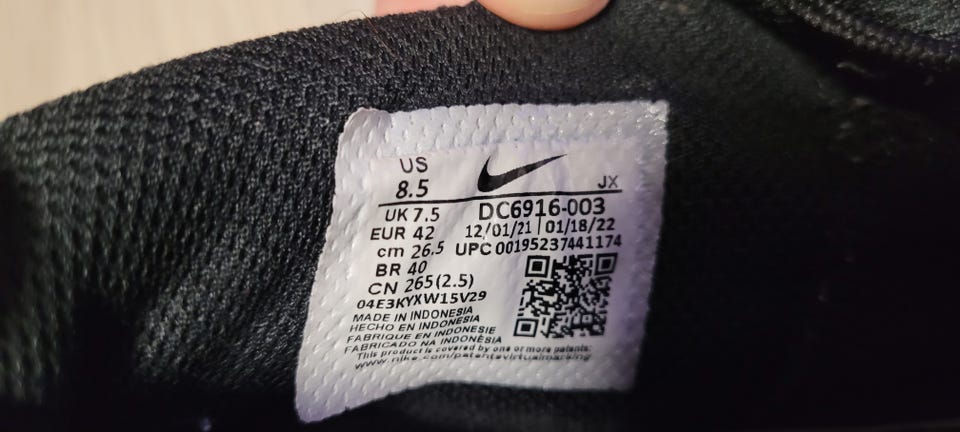 US
8.5
JX
UK 7.5
DC6916-003
EUR 42
12/01/21 | 01/18/22
cm 26.5
UPC 00195237441174
BR 40
CN 265(2.5)
04E3KYXW15V29
MADE IN INDONESIA
HECHO EN INDONESIA
FABRIQUE EN INDONESIE
FABRICADO NA INDONÈSIA
This product is covered by one or more patents:
www.nike.com/patentsvirtualmarking